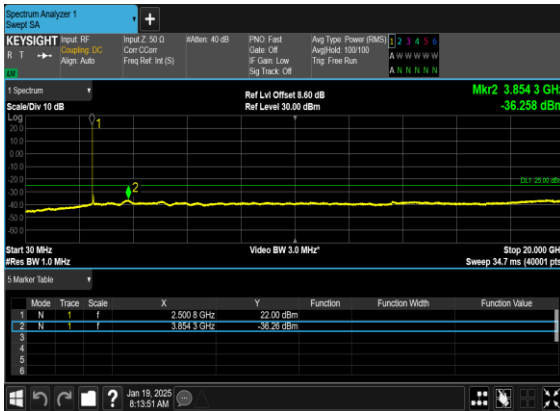 Spectrum Analyzer 1
Swept SA
KEYSIGHT
R T
Input: RF
Coupling: DC
Align: Auto
Input Z: 50 Ω
Corr CCorr
Freq Ref: Int (S)
#Atten: 40 dB
PNO: Fast
Gate: Off
IF Gain: Low
Sig Track: Off
Avg Type: Power (RMS)
Avg|Hold: 100/100
Trig: Free Run
1 2 3 4 5 6
A W W W W W
A N N N N N
1 Spectrum
Scale/Div 10 dB
Ref Lvl Offset 8.60 dB
Ref Level 30.00 dBm
Mkr2 3.854 3 GHz
-36.258 dBm
Log
20.0
10.0
0.00
-10.0
-20.0
-30.0
-40.0
-50.0
-60.0
1
2
DL1 -25.00 dBm
Start 30 MHz
#Res BW 1.0 MHz
Video BW 3.0 MHz*
Stop 20.000 GHz
Sweep 34.7 ms (40001 pts)
5 Marker Table
Mode Trace Scale X Y Function Function Width Function Value
1 N 1 f 2.500 8 GHz 22.00 dBm
2 N 1 f 3.854 3 GHz -36.26 dBm
3
4
5
6
?
Jan 19, 2025
8:13:51 AM